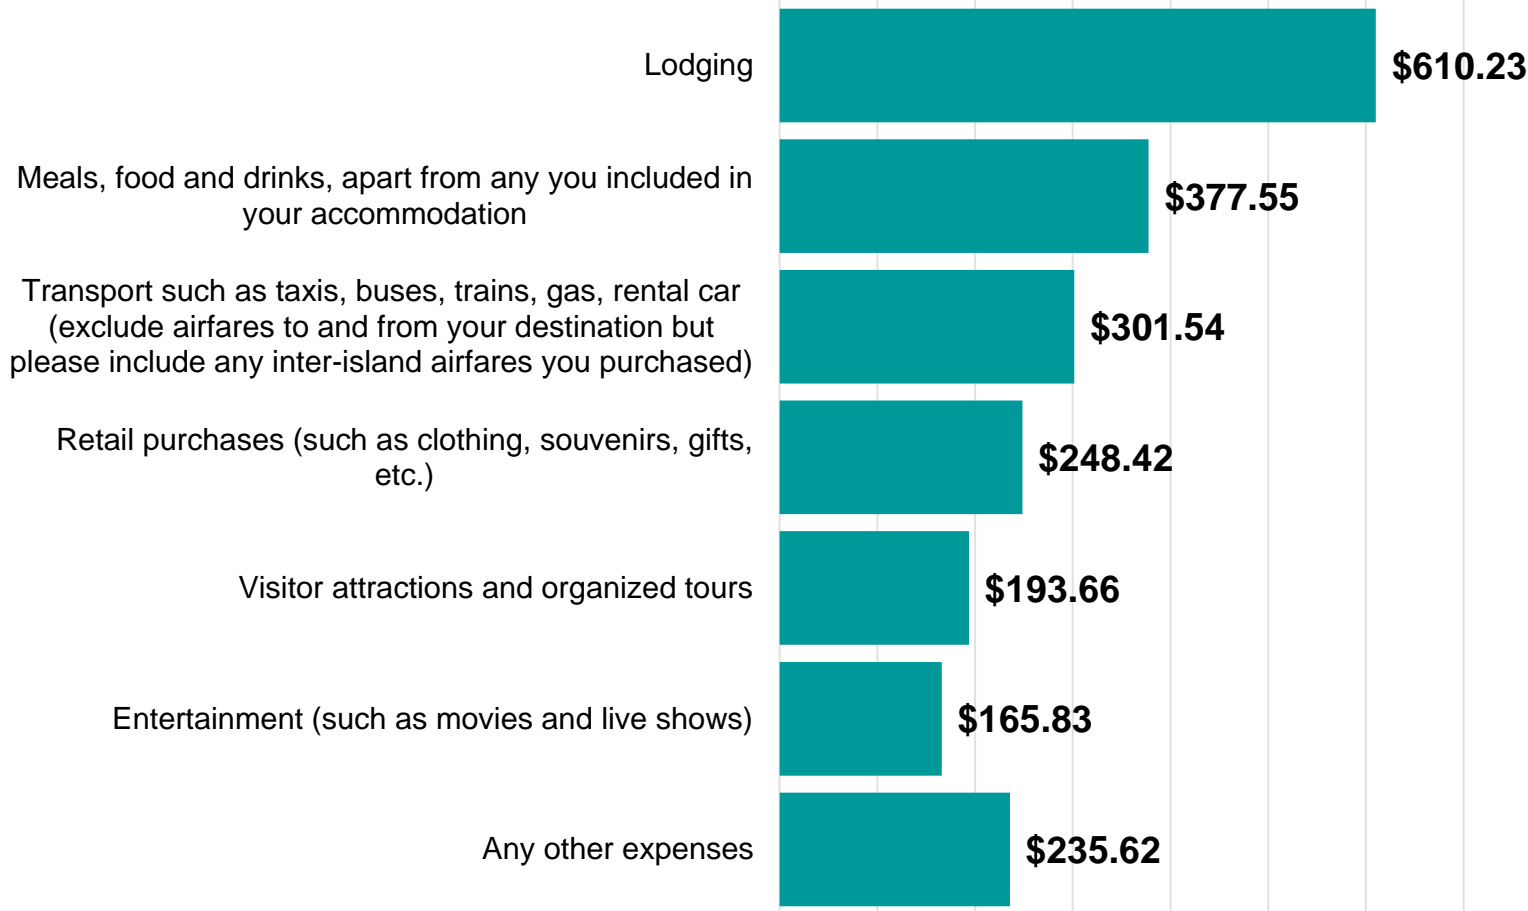 Lodging
$610.23
Meals, food and drinks, apart from any you included in
your accommodation
$377.55
Transport such as taxis, buses, trains, gas, rental car
(exclude airfares to and from your destination but
please include any inter-island airfares you purchased)
$301.54
Retail purchases (such as clothing, souvenirs, gifts,
etc.)
$248.42
Visitor attractions and organized tours
$193.66
Entertainment (such as movies and live shows)
$165.83
Any other expenses
$235.62